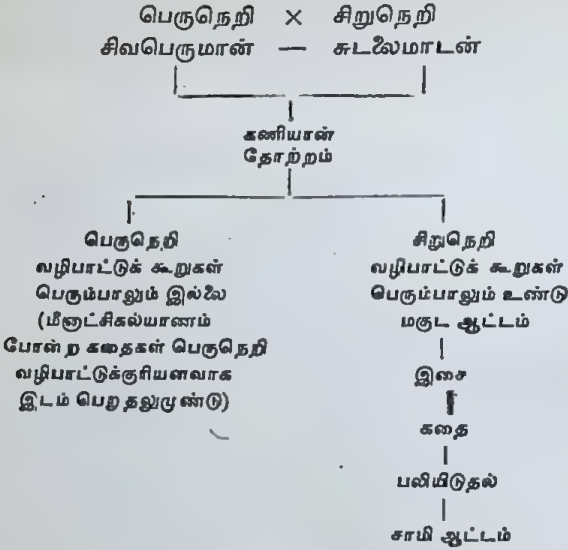 பெருநெறி × சிறுநெறி
சிவபெருமான் — சுடலைமாடன்
கணியான்
தோற்றம்
பெருநெறி
வழிபாட்டுக் கூறுகள்
பெரும்பாலும் இல்லை
(மீனாட்சிகல்யாணம்
போன்ற கதைகள் பெருநெறி
வழிபாட்டுக்குரியனவாக
இடம் பெறுதலுமுண்டு)
சிறுநெறி
வழிபாட்டுக் கூறுகள்
பெரும்பாலும் உண்டு
மகுட ஆட்டம்
இசை
கதை
பலியிடுதல்
சாமி ஆட்டம்